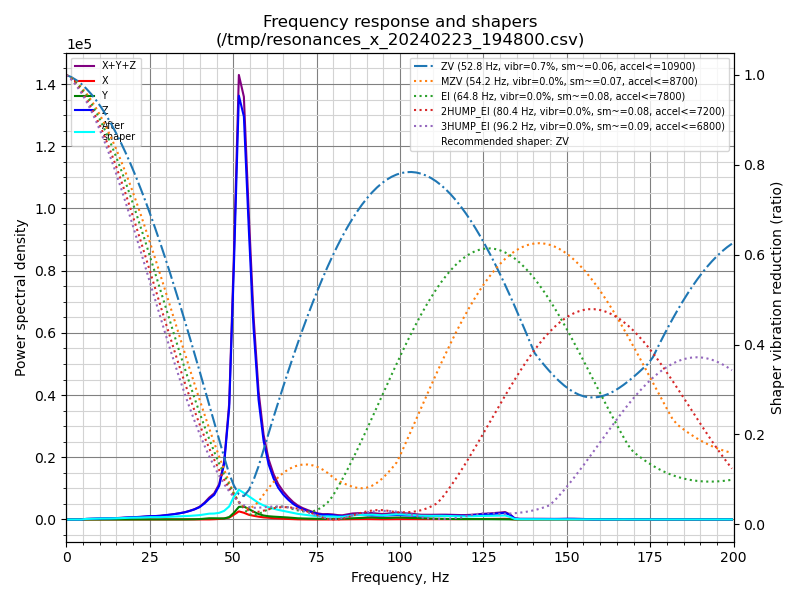 Frequency response and shapers
(/tmp/resonances_x_20240223_194800.csv)
1e5
X+Y+Z
X
Y
Z
After
shaper
ZV (52.8 Hz, vibr=0.7%, sm~=0.06, accel<=10900)
MZV (54.2 Hz, vibr=0.0%, sm~=0.07, accel<=8700)
EI (64.8 Hz, vibr=0.0%, sm~=0.08, accel<=7800)
2HUMP_EI (80.4 Hz, vibr=0.0%, sm~=0.08, accel<=7200)
3HUMP_EI (96.2 Hz, vibr=0.0%, sm~=0.09, accel<=6800)
Recommended shaper: ZV
Power spectral density
1.4
1.2
1.0
0.8
0.6
0.4
0.2
0.0
1.0
0.8
0.6
0.4
0.2
0.0
Shaper vibration reduction (ratio)
0 25 50 75 100 125 150 175 200
Frequency, Hz